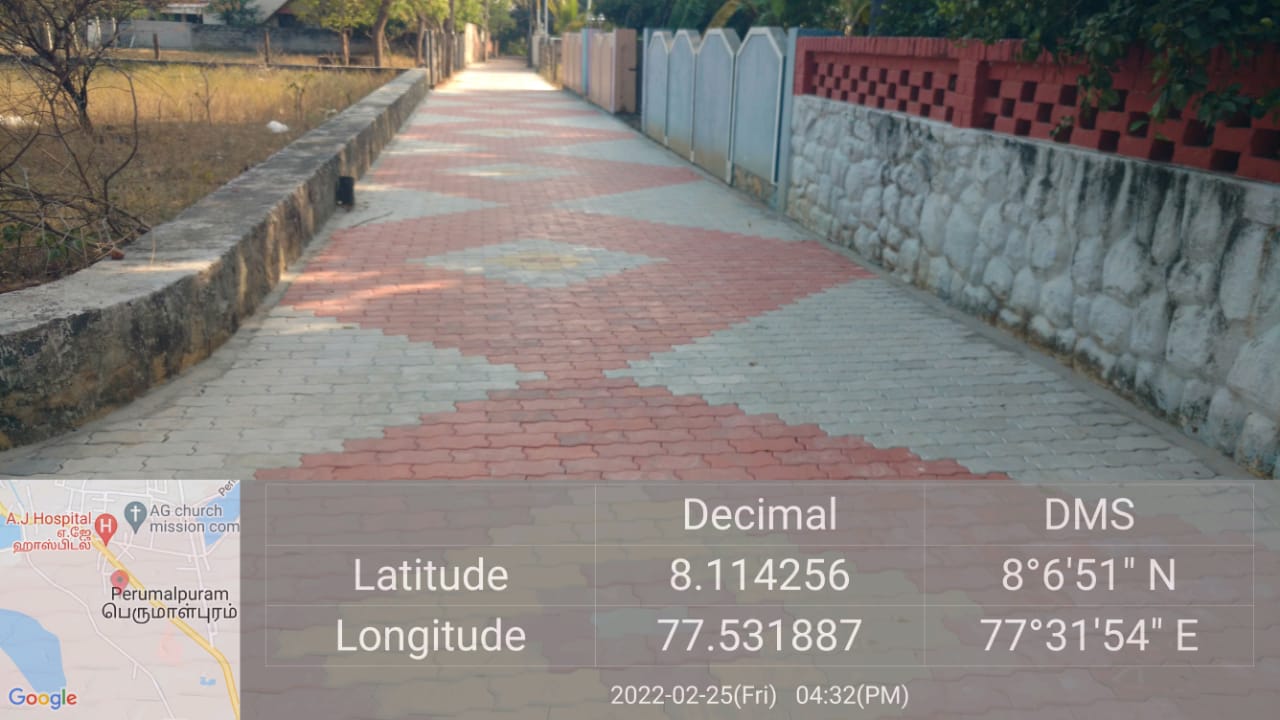 Peru
A.J Hospital
எ.ஜே
ஹாஸ்பிடல்
H
AG church
mission com
Perumalpuram
பெருமாள்புரம்
Google
Decimal DMS
Latitude 8.114256 8°6'51" N
Longitude 77.531887 77°31'54" E
2022-02-25(Fri) 04:32(PM)